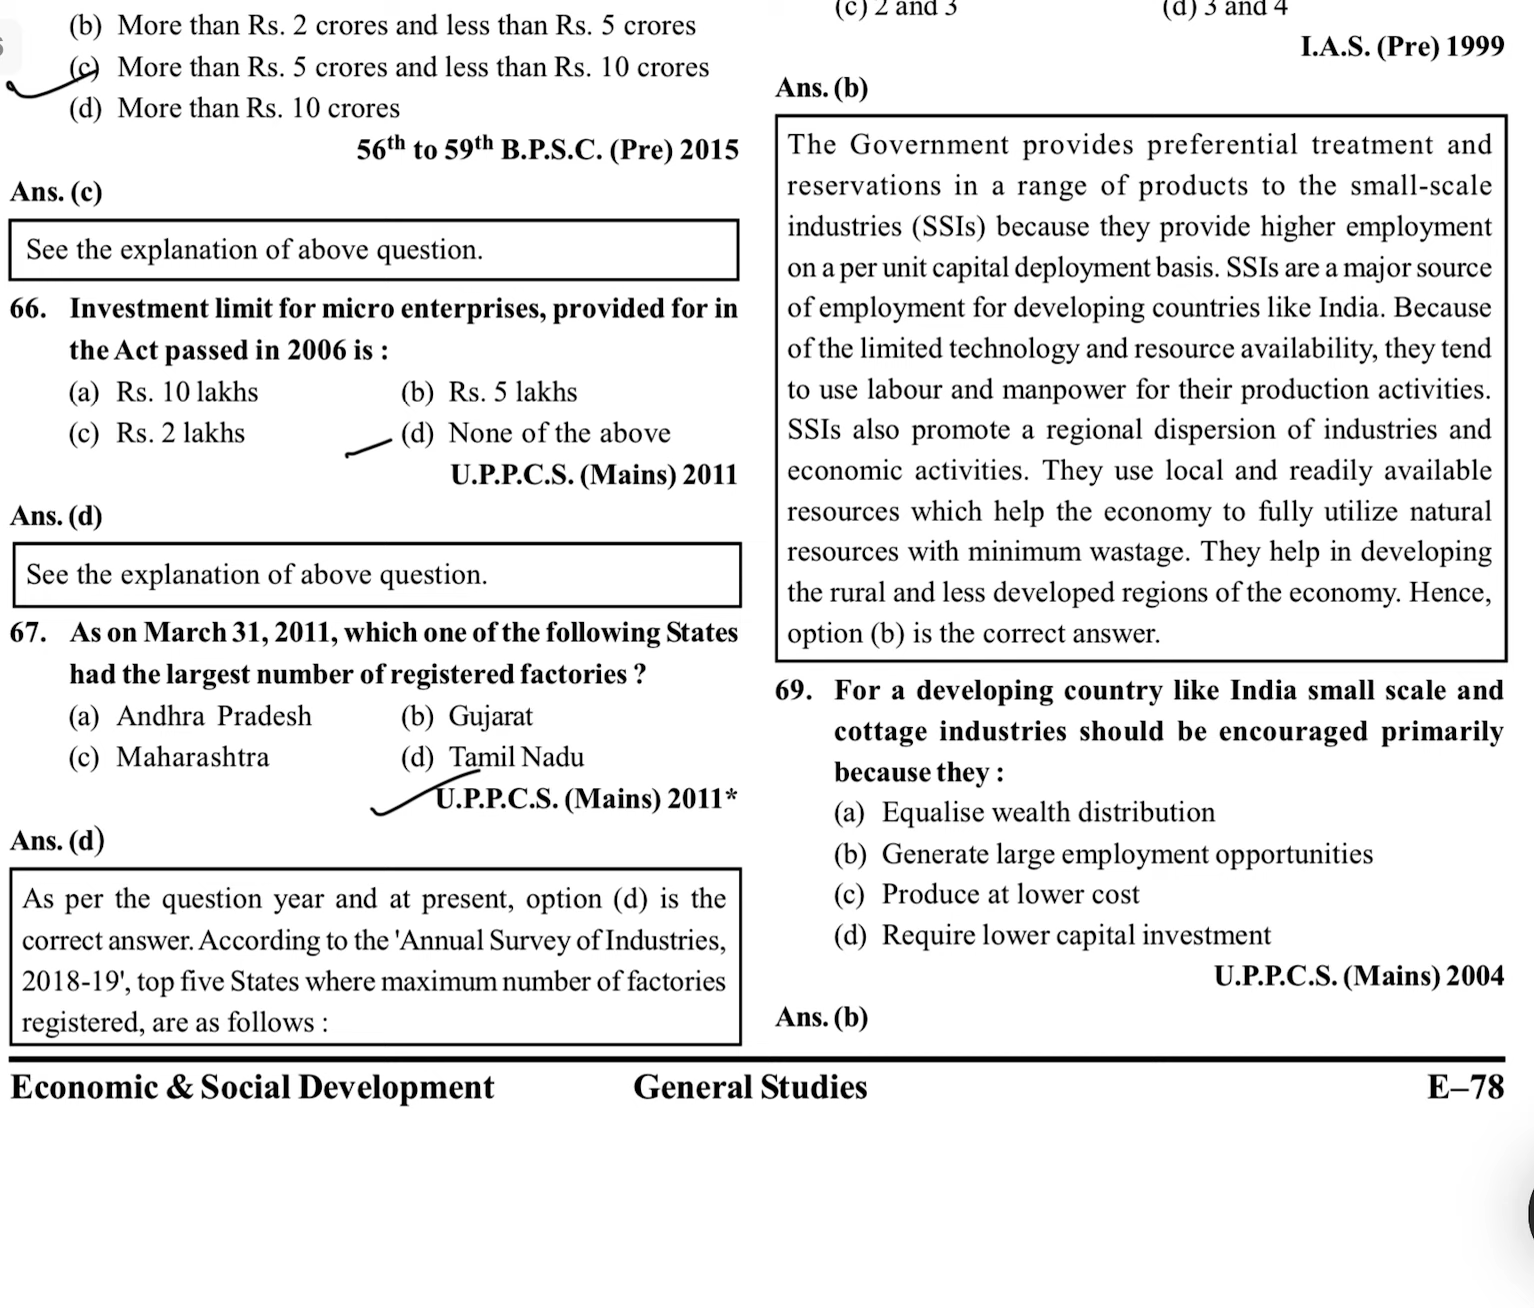 (b) More than Rs. 2 crores and less than Rs. 5 crores
(c) More than Rs. 5 crores and less than Rs. 10 crores
(d) More than Rs. 10 crores
56th to 59th B.P.S.C. (Pre) 2015
Ans. (c)
See the explanation of above question.
66. Investment limit for micro enterprises, provided for in
the Act passed in 2006 is :
(a) Rs. 10 lakhs (b) Rs. 5 lakhs
(c) Rs. 2 lakhs (d) None of the above
U.P.P.C.S. (Mains) 2011
Ans. (d)
See the explanation of above question.
67. As on March 31, 2011, which one of the following States
had the largest number of registered factories ?
(a) Andhra Pradesh (b) Gujarat
(c) Maharashtra (d) Tamil Nadu
U.P.P.C.S. (Mains) 2011*
Ans. (d)
As per the question year and at present, option (d) is the
correct answer. According to the 'Annual Survey of Industries,
2018-19', top five States where maximum number of factories
registered, are as follows :
(c) 2 and 3 (d) 3 and 4
I.A.S. (Pre) 1999
Ans. (b)
The Government provides preferential treatment and
reservations in a range of products to the small-scale
industries (SSIs) because they provide higher employment
on a per unit capital deployment basis. SSIs are a major source
of employment for developing countries like India. Because
of the limited technology and resource availability, they tend
to use labour and manpower for their production activities.
SSIs also promote a regional dispersion of industries and
economic activities. They use local and readily available
resources which help the economy to fully utilize natural
resources with minimum wastage. They help in developing
the rural and less developed regions of the economy. Hence,
option (b) is the correct answer.
69. For a developing country like India small scale and
cottage industries should be encouraged primarily
because they :
(a) Equalise wealth distribution
(b) Generate large employment opportunities
(c) Produce at lower cost
(d) Require lower capital investment
U.P.P.C.S. (Mains) 2004
Ans. (b)
Economic & Social Development General Studies E–78